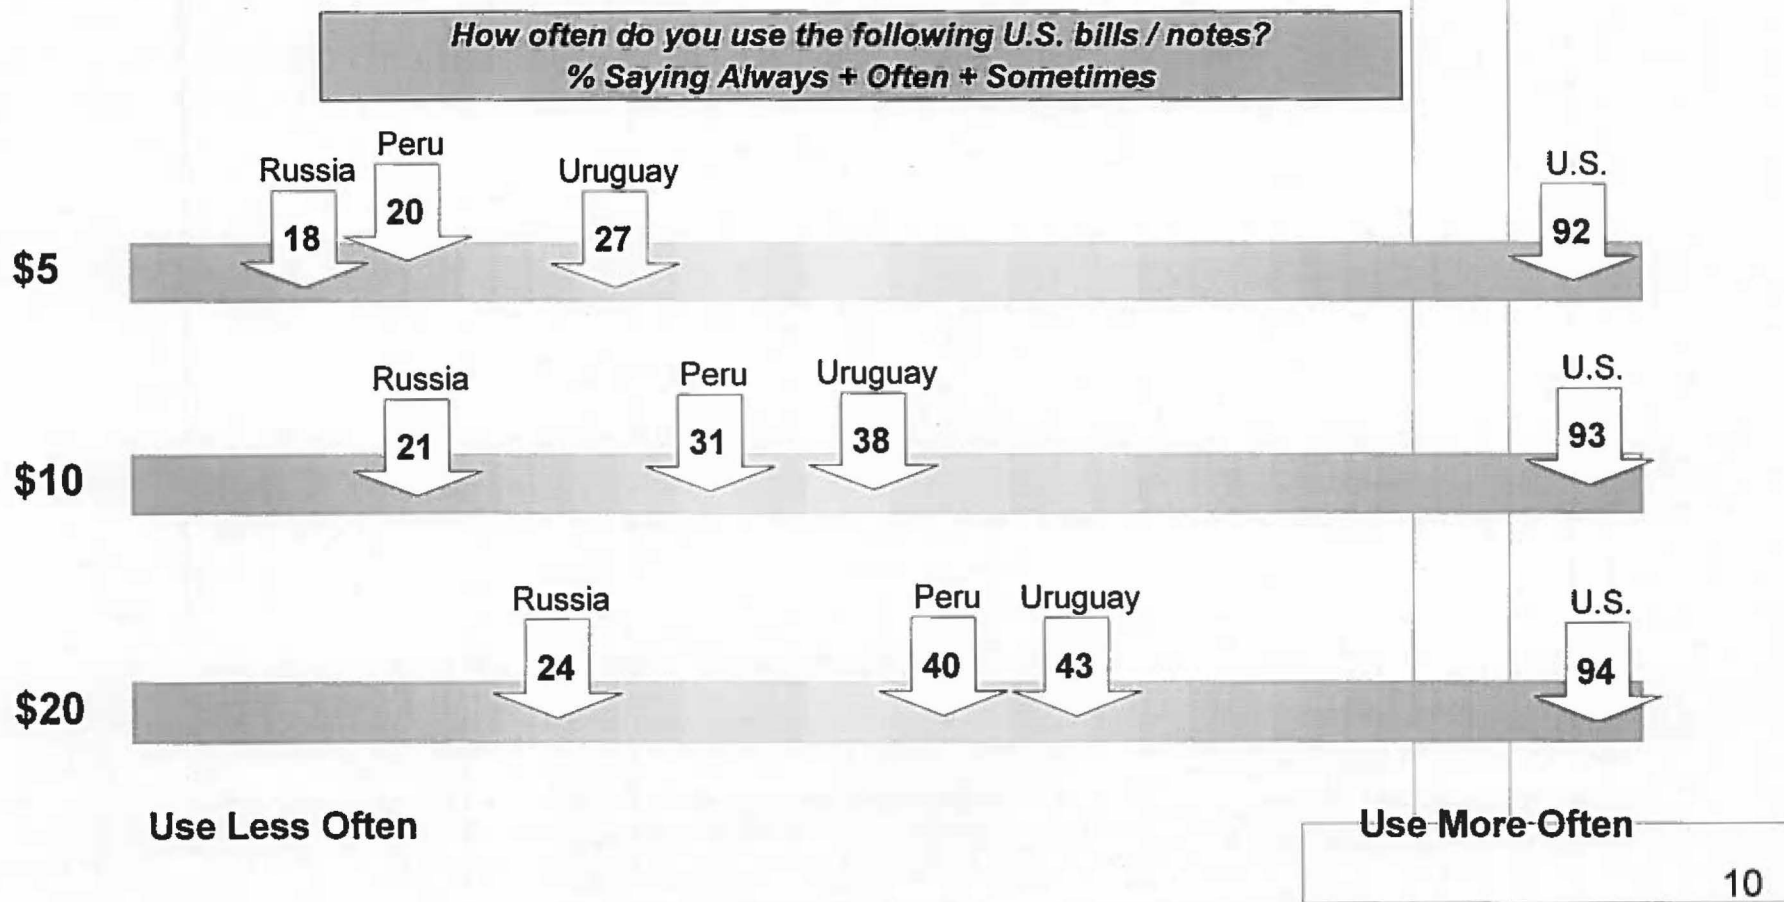 How often do you use the following U.S. bills / notes?
% Saying Always + Often + Sometimes
Russia Peru Uruguay U.S.
$5 18 20 27 92
Russia Peru Uruguay U.S.
$10 21 31 38 93
Russia Peru Uruguay U.S.
$20 24 40 43 94
Use Less Often Use More Often
10